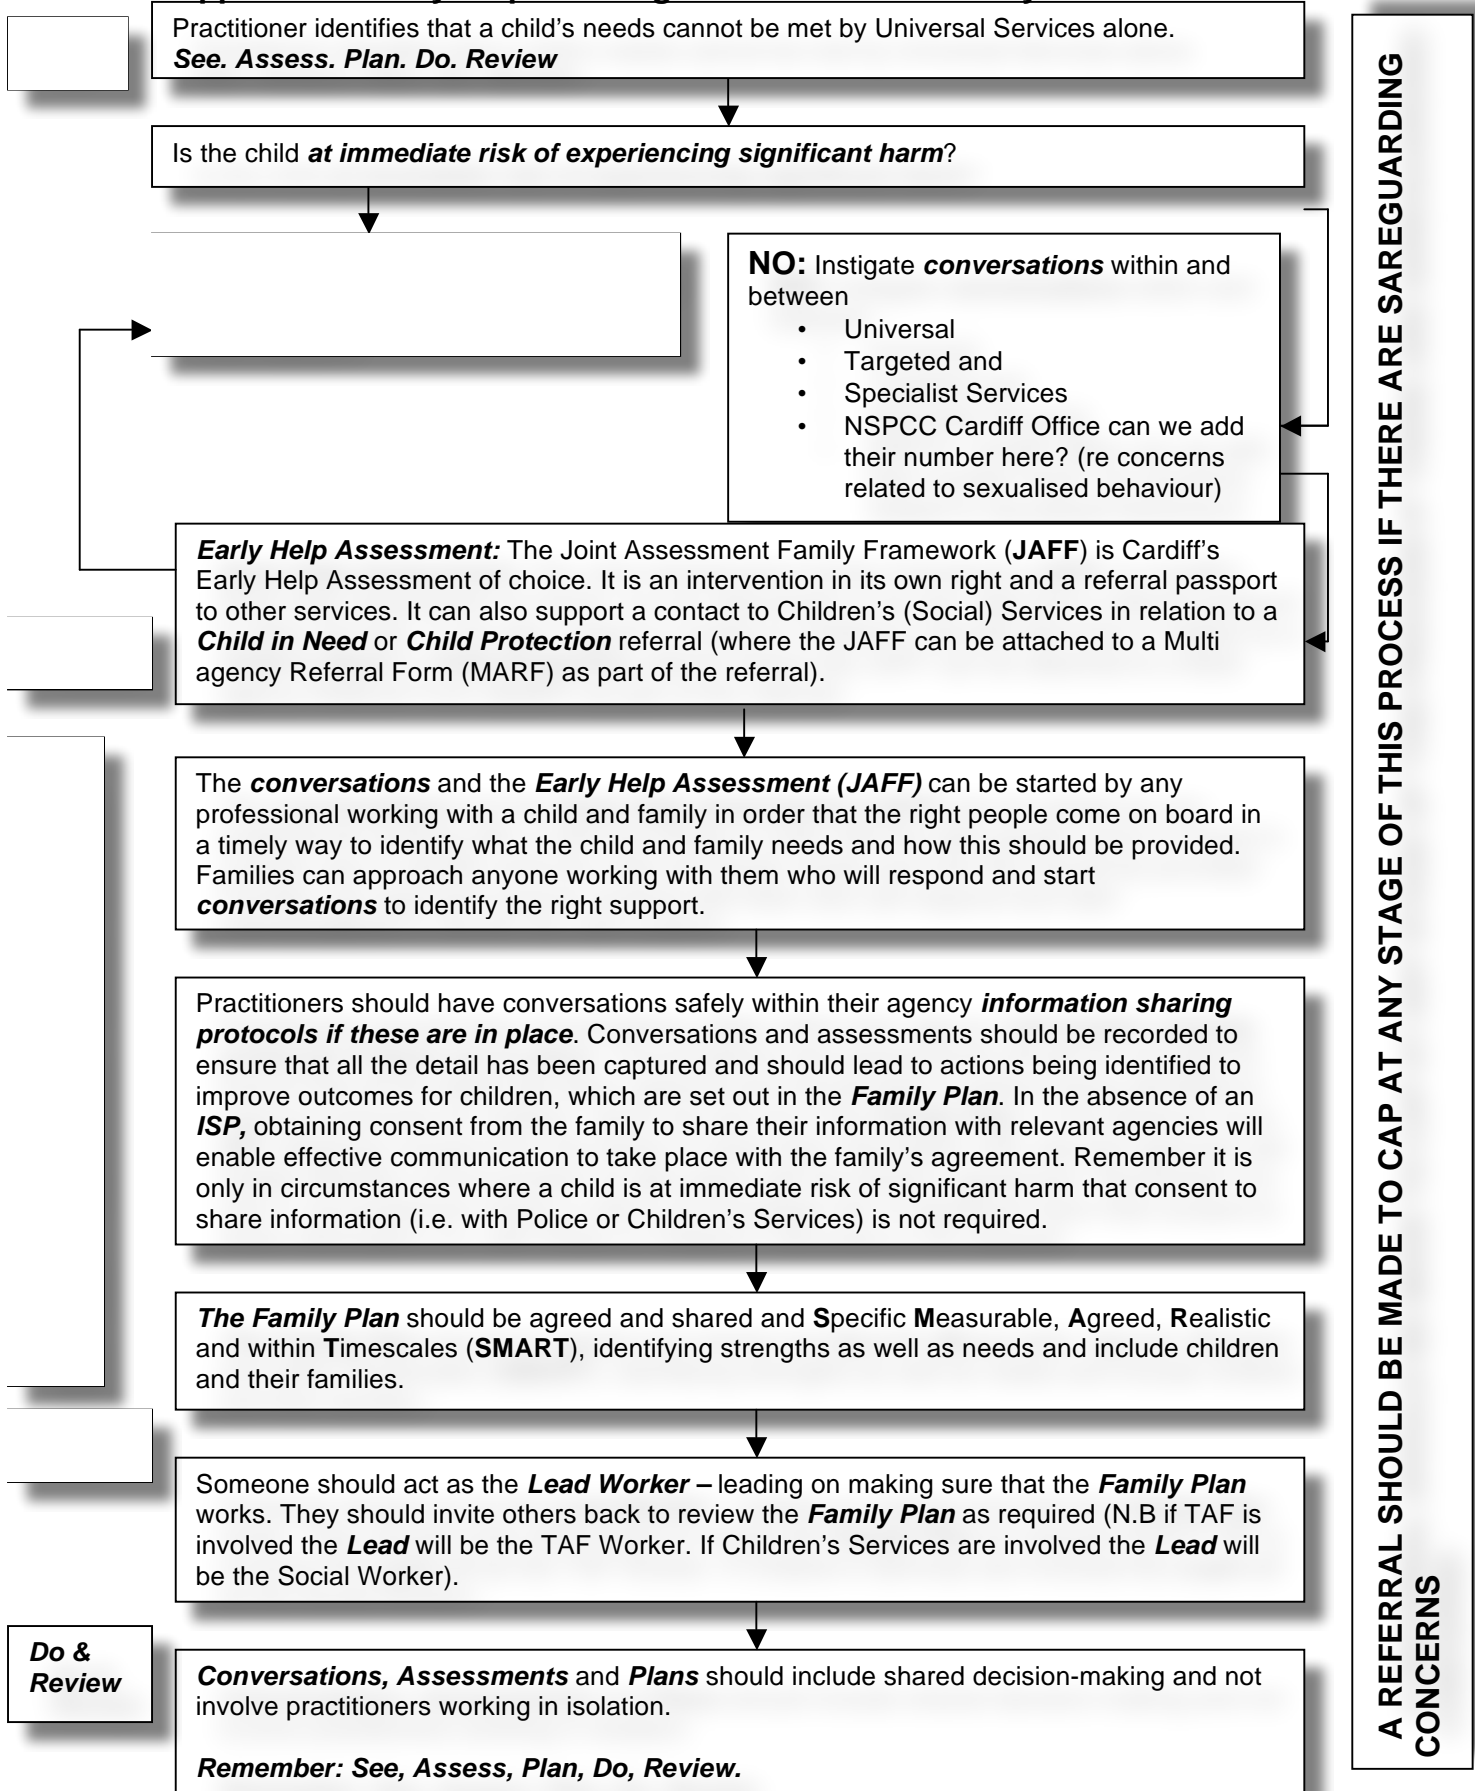 Practitioner identifies that a child's needs cannot be met by Universal Services alone.
See. Assess. Plan. Do. Review
Is the child at immediate risk of experiencing significant harm?
NO: Instigate conversations within and
between
• Universal
• Targeted and
• Specialist Services
• NSPCC Cardiff Office can we add
their number here? (re concerns
related to sexualised behaviour)
Early Help Assessment: The Joint Assessment Family Framework (JAFF) is Cardiff's
Early Help Assessment of choice. It is an intervention in its own right and a referral passport
to other services. It can also support a contact to Children's (Social) Services in relation to a
Child in Need or Child Protection referral (where the JAFF can be attached to a Multi
agency Referral Form (MARF) as part of the referral).
The conversations and the Early Help Assessment (JAFF) can be started by any
professional working with a child and family in order that the right people come on board in
a timely way to identify what the child and family needs and how this should be provided.
Families can approach anyone working with them who will respond and start
conversations to identify the right support.
Practitioners should have conversations safely within their agency information sharing
protocols if these are in place. Conversations and assessments should be recorded to
ensure that all the detail has been captured and should lead to actions being identified to
improve outcomes for children, which are set out in the Family Plan. In the absence of an
ISP, obtaining consent from the family to share their information with relevant agencies will
enable effective communication to take place with the family's agreement. Remember it is
only in circumstances where a child is at immediate risk of significant harm that consent to
share information (i.e. with Police or Children's Services) is not required.
The Family Plan should be agreed and shared and Specific Measurable, Agreed, Realistic
and within Timescales (SMART), identifying strengths as well as needs and include children
and their families.
Someone should act as the Lead Worker – leading on making sure that the Family Plan
works. They should invite others back to review the Family Plan as required (N.B if TAF is
involved the Lead will be the TAF Worker. If Children's Services are involved the Lead will
be the Social Worker).
Do &
Review
Conversations, Assessments and Plans should include shared decision-making and not
involve practitioners working in isolation.
Remember: See, Assess, Plan, Do, Review.
A REFERRAL SHOULD BE MADE TO CAP AT ANY STAGE OF THIS PROCESS IF THERE ARE SAREGUARDING
CONCERNS